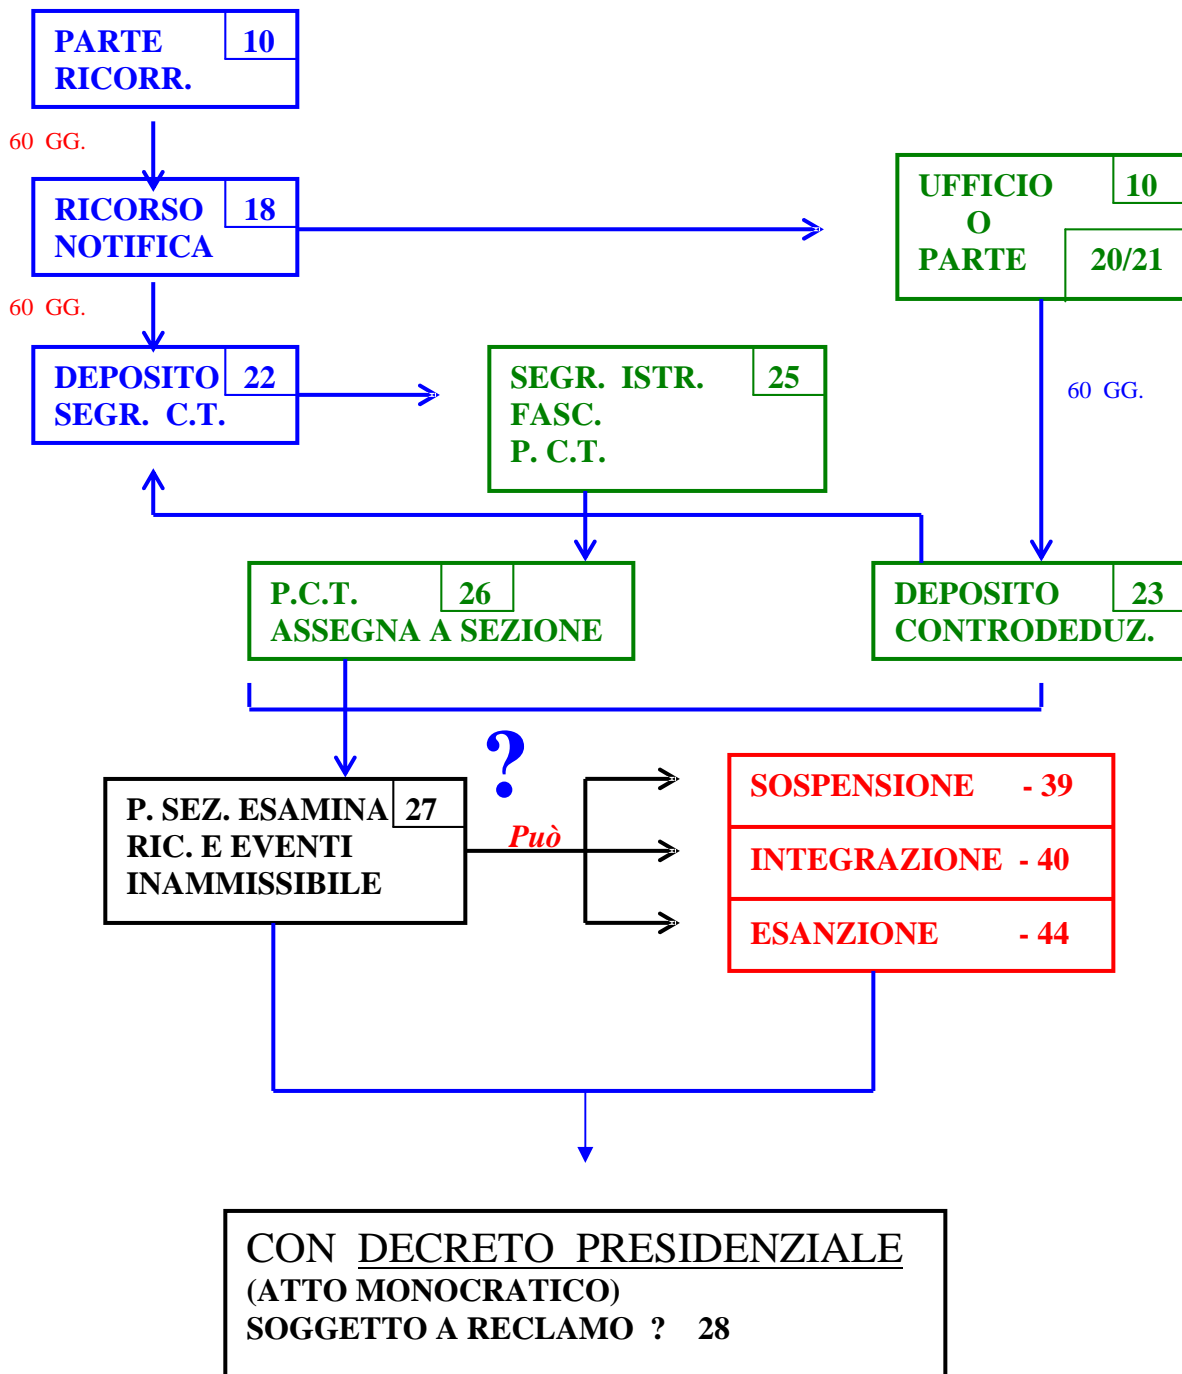 PARTE 10
RICORR.
60 GG.
RICORSO 18
NOTIFICA
UFFICIO 10
O
PARTE 20/21
60 GG.
DEPOSITO 22
SEGR. C.T.
SEGR. ISTR. 25
FASC.
P. C.T.
60 GG.
P.C.T. 26
ASSEGNA A SEZIONE
DEPOSITO 23
CONTRODEDUZ.
?
P. SEZ. ESAMINA 27
RIC. E EVENTI
INAMMISSIBILE
Può
SOSPENSIONE - 39
INTEGRAZIONE - 40
ESANZIONE - 44
CON DECRETO PRESIDENZIALE
(ATTO MONOCRATICO)
SOGGETTO A RECLAMO ? 28